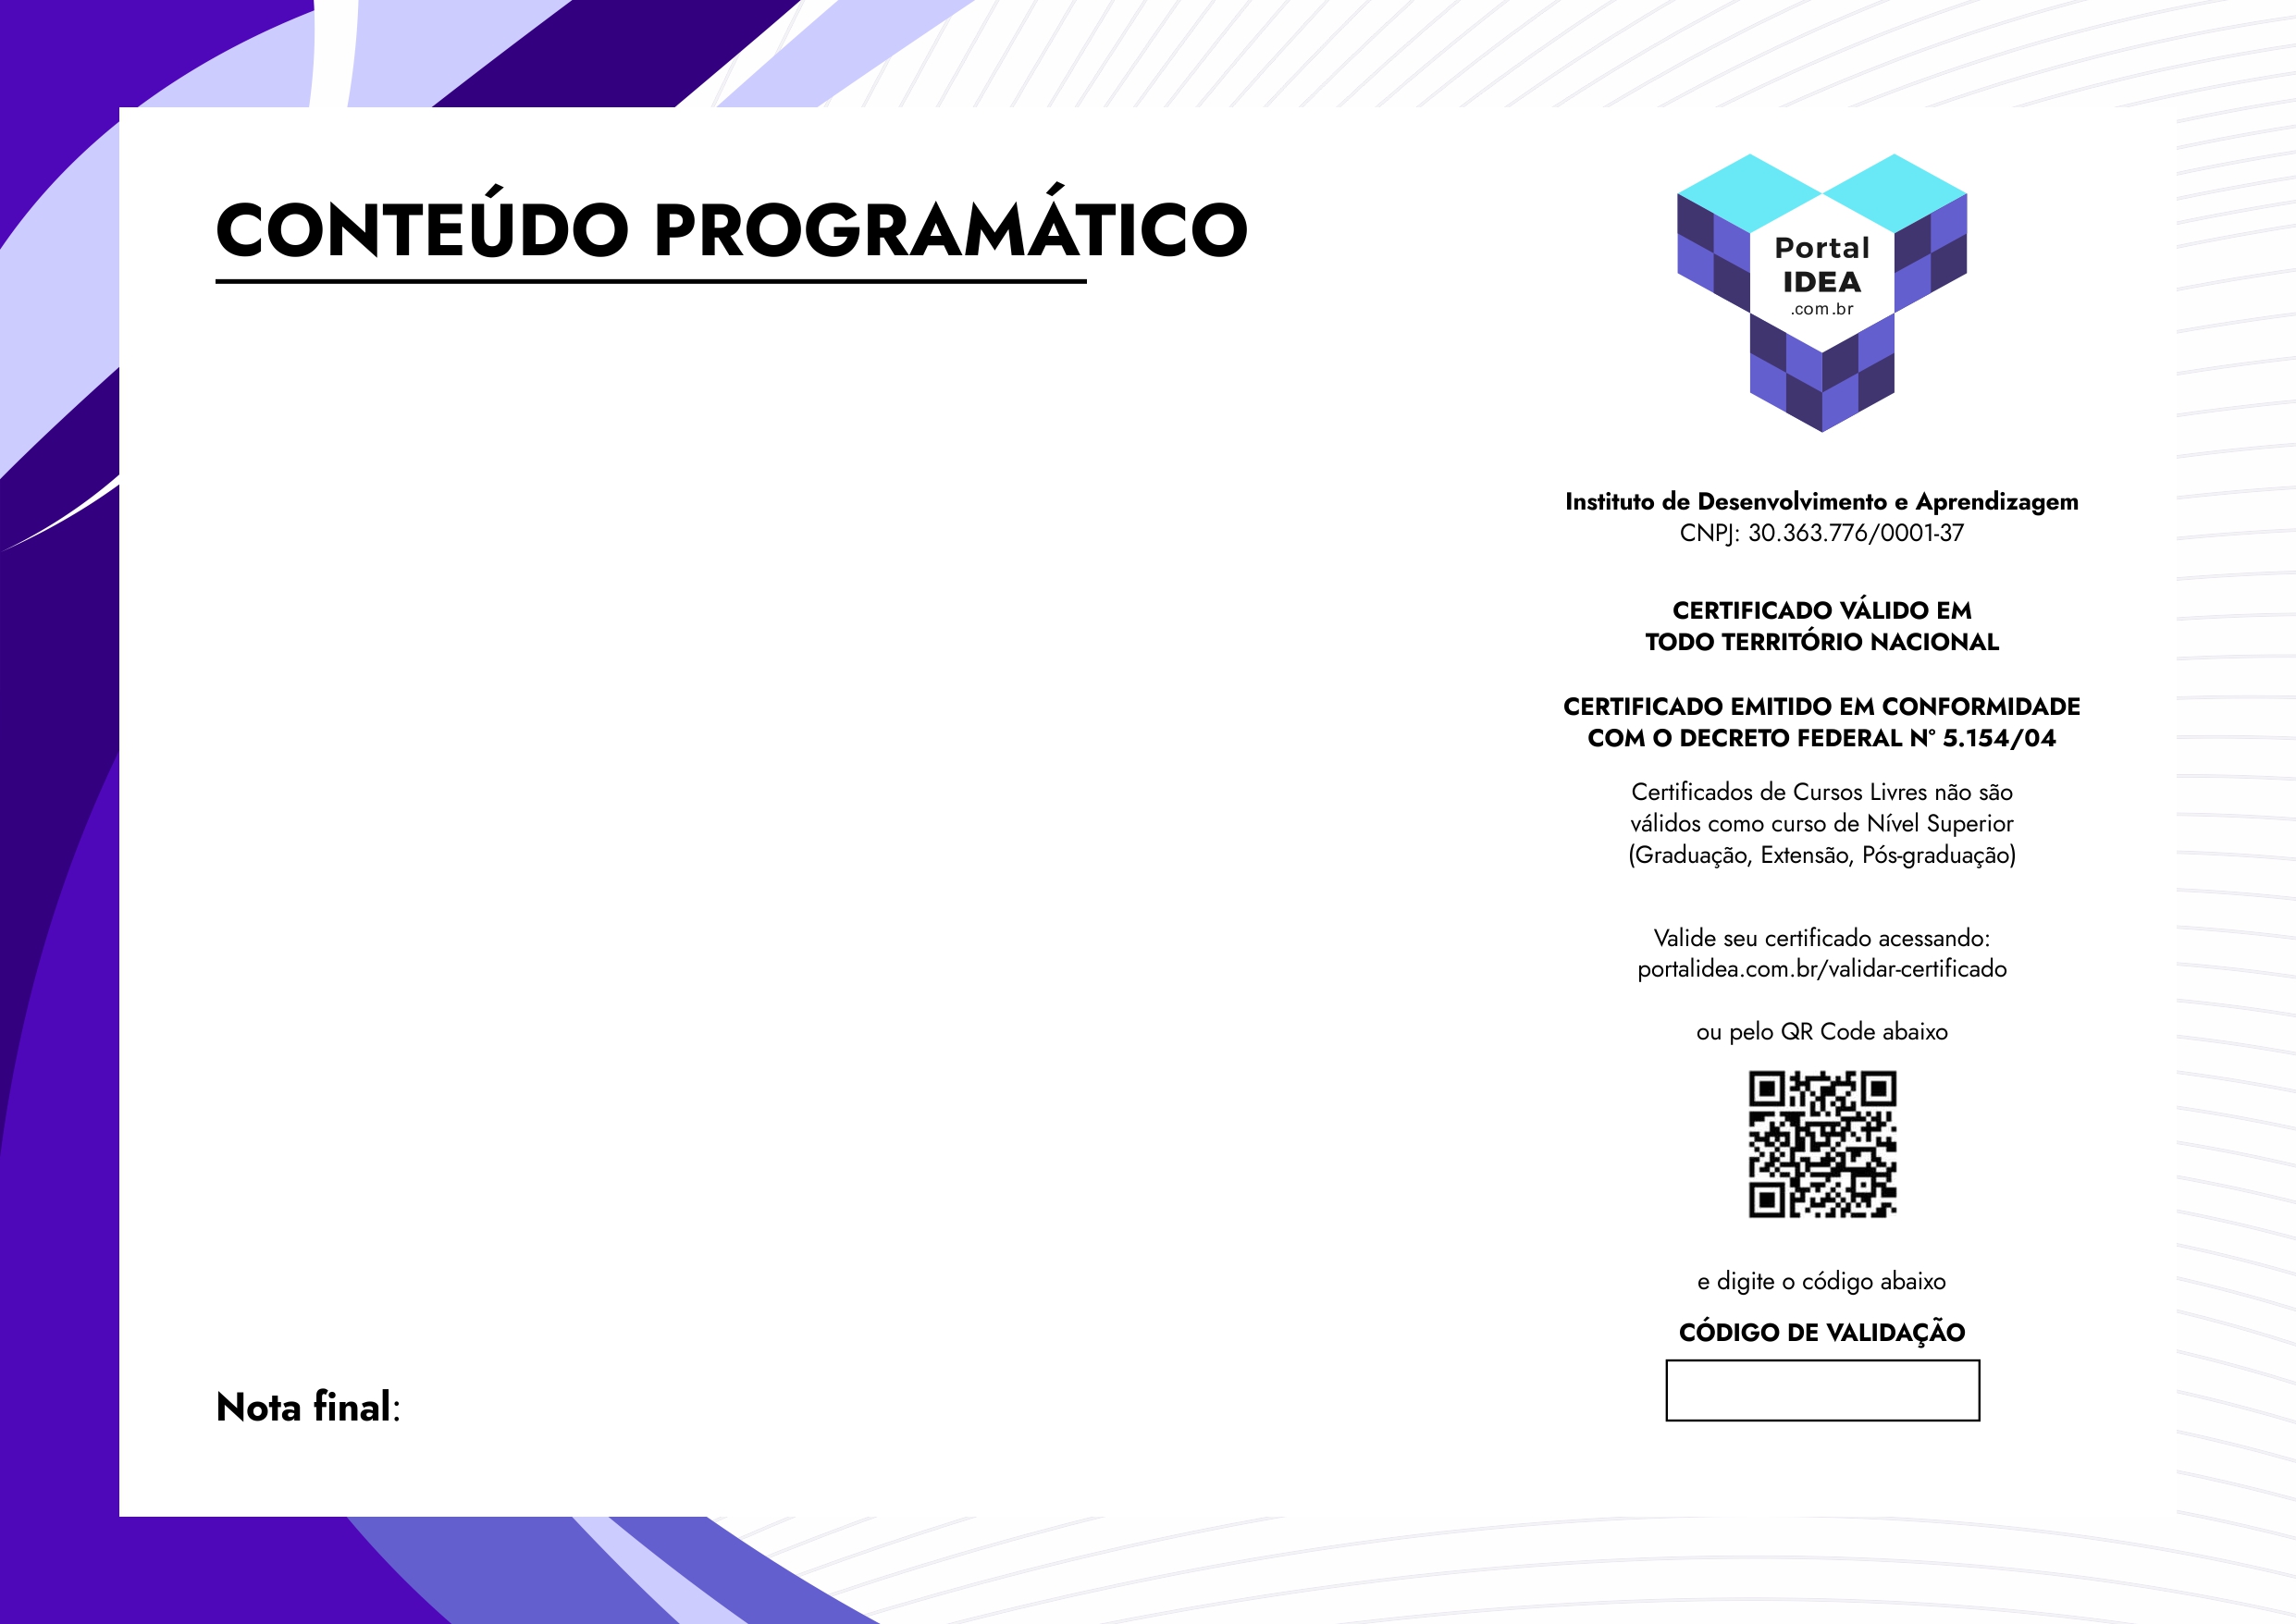 CONTEÚDO PROGRAMÁTICO
Portal
IDEA
.com.br
Instituto de Desenvolvimento e Aprendizagem
CNPJ: 30.363.776/0001-37
CERTIFICADO VÁLIDO EM
TODO TERRITÓRIO NACIONAL
CERTIFICADO EMITIDO EM CONFORMIDADE
COM O DECRETO FEDERAL N° 5.154/04
Certificados de Cursos Livres não são
válidos como curso de Nível Superior
(Graduação, Extensão, Pós-graduação)
Valide seu certificado acessando:
portalidea.com.br/validar-certificado
ou pelo QR Code abaixo
e digite o código abaixo
CÓDIGO DE VALIDAÇÃO
Nota final: